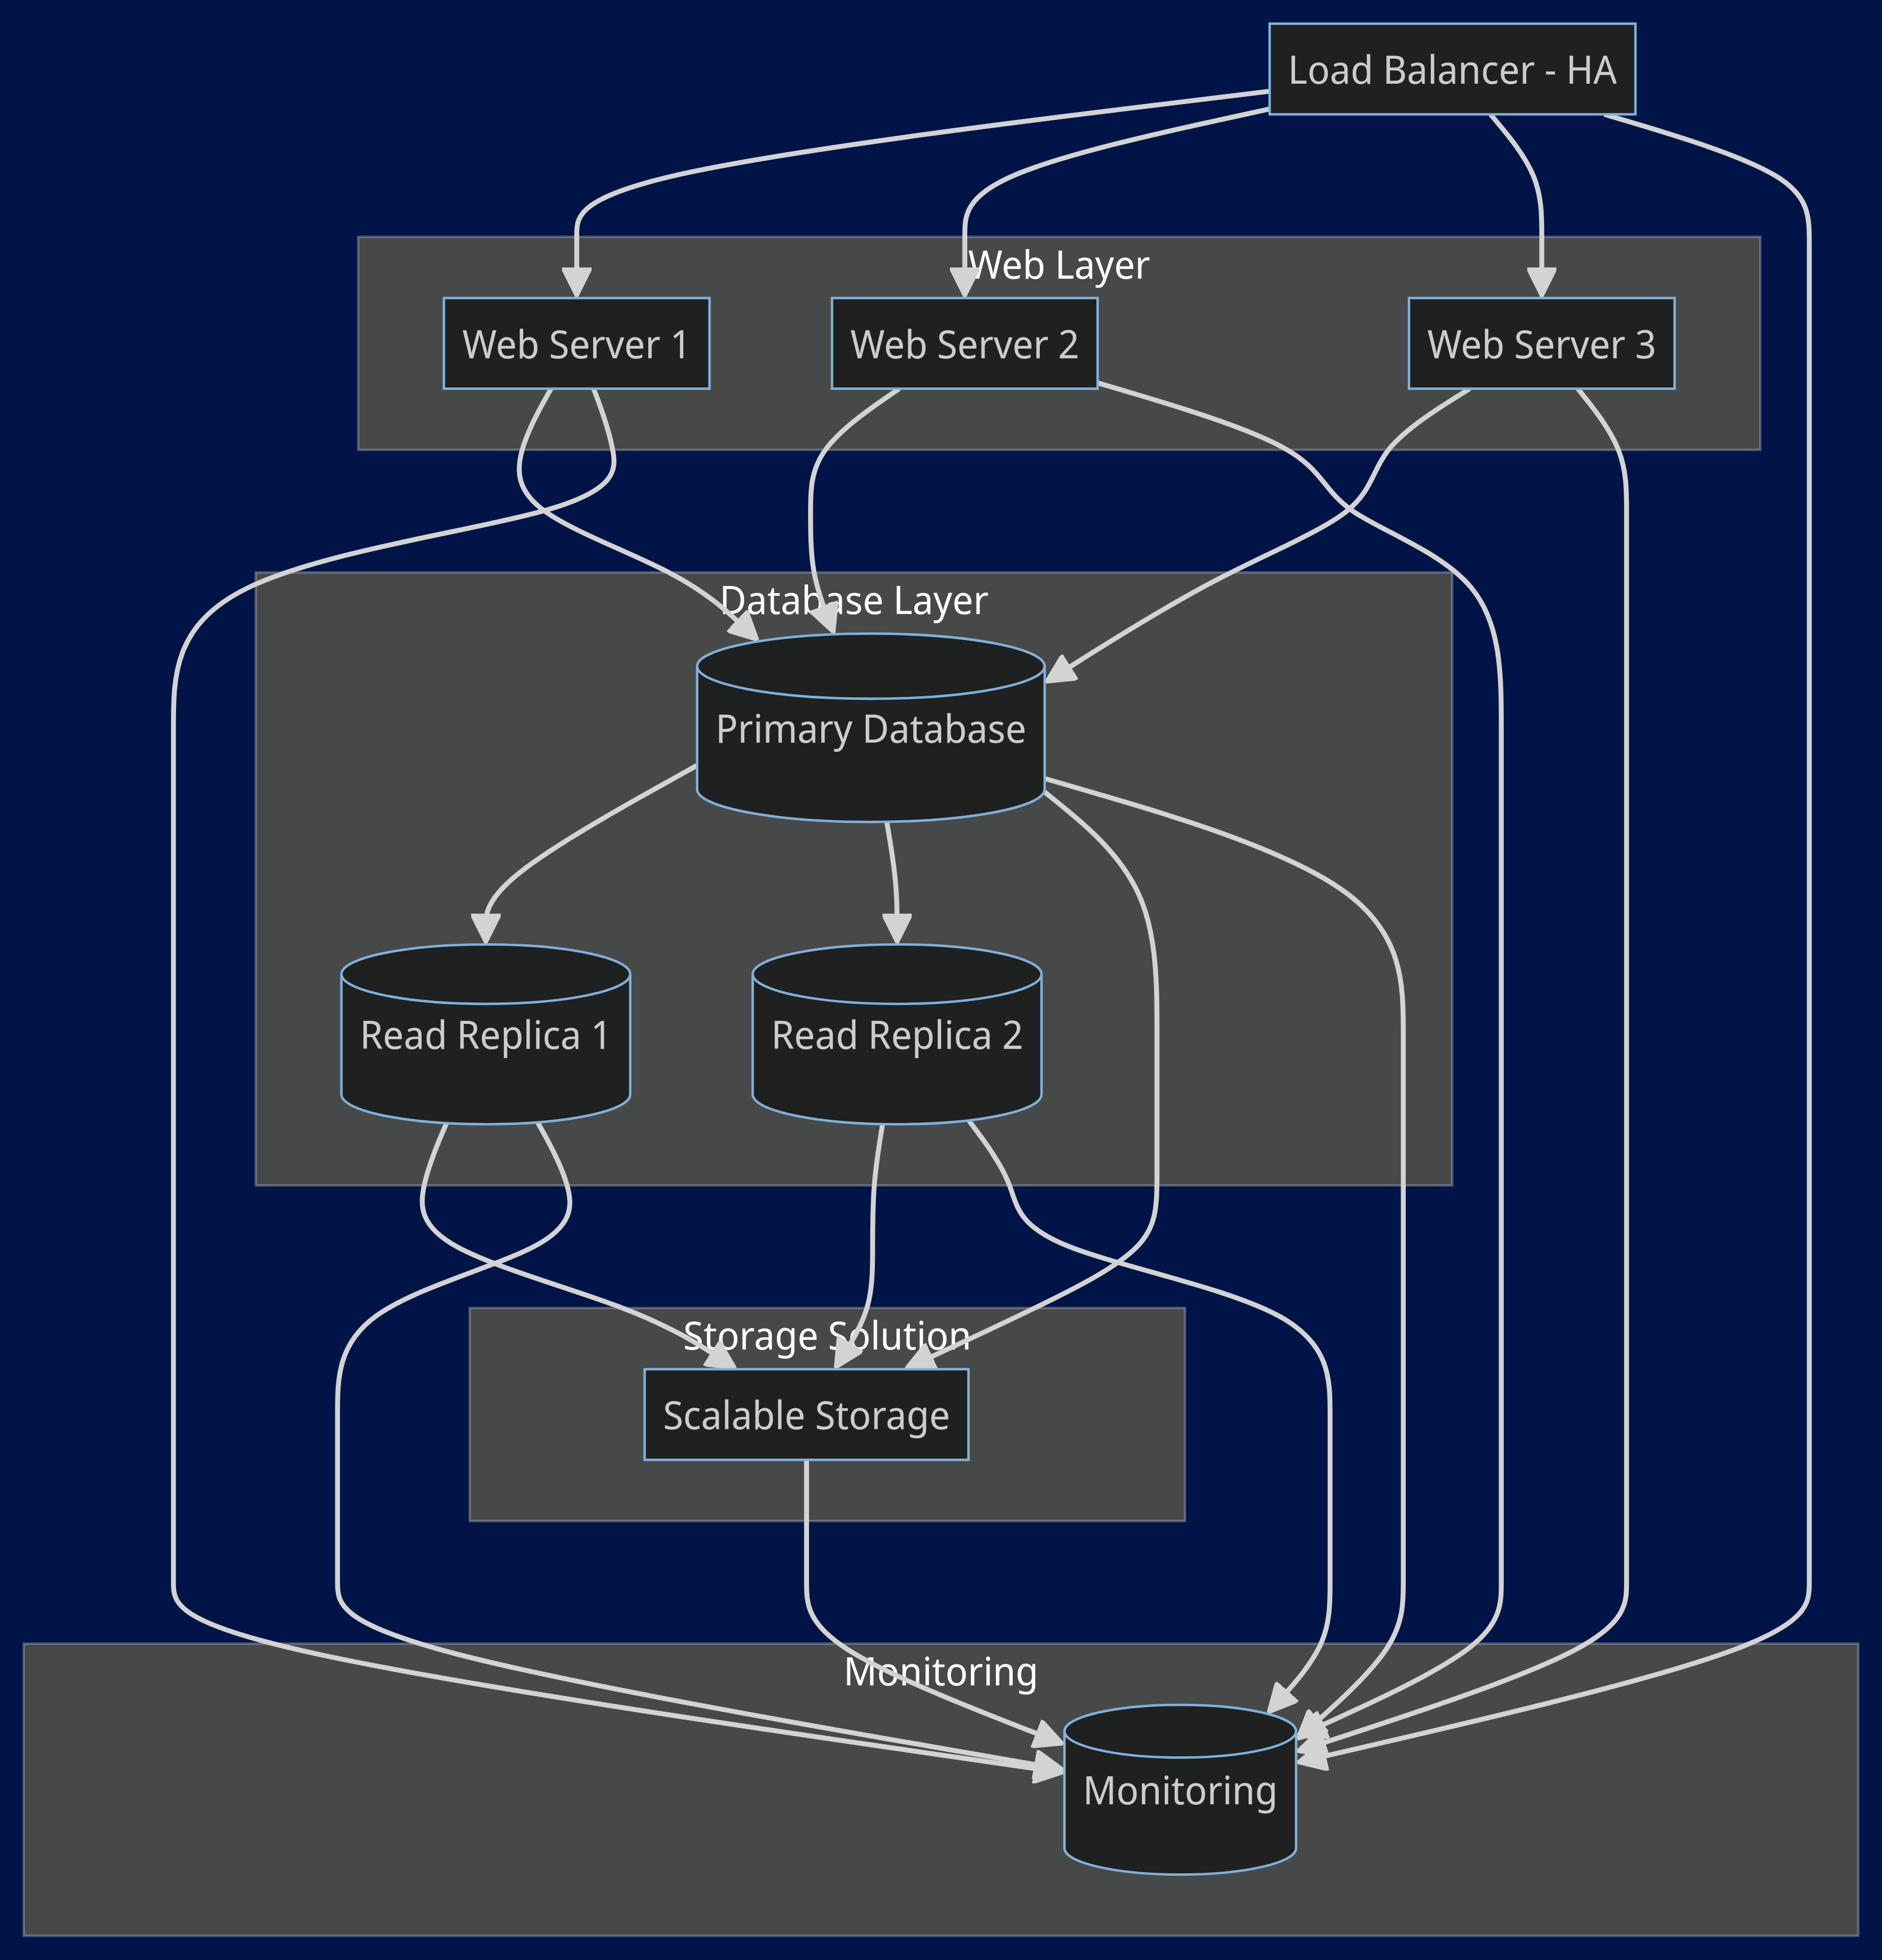 Load Balancer - HA
Web Layer
Web Server 1
Web Server 2
Web Server 3
Database Layer
Primary Database
Read Replica 1
Read Replica 2
Storage Solution
Scalable Storage
Monitoring
Monitoring